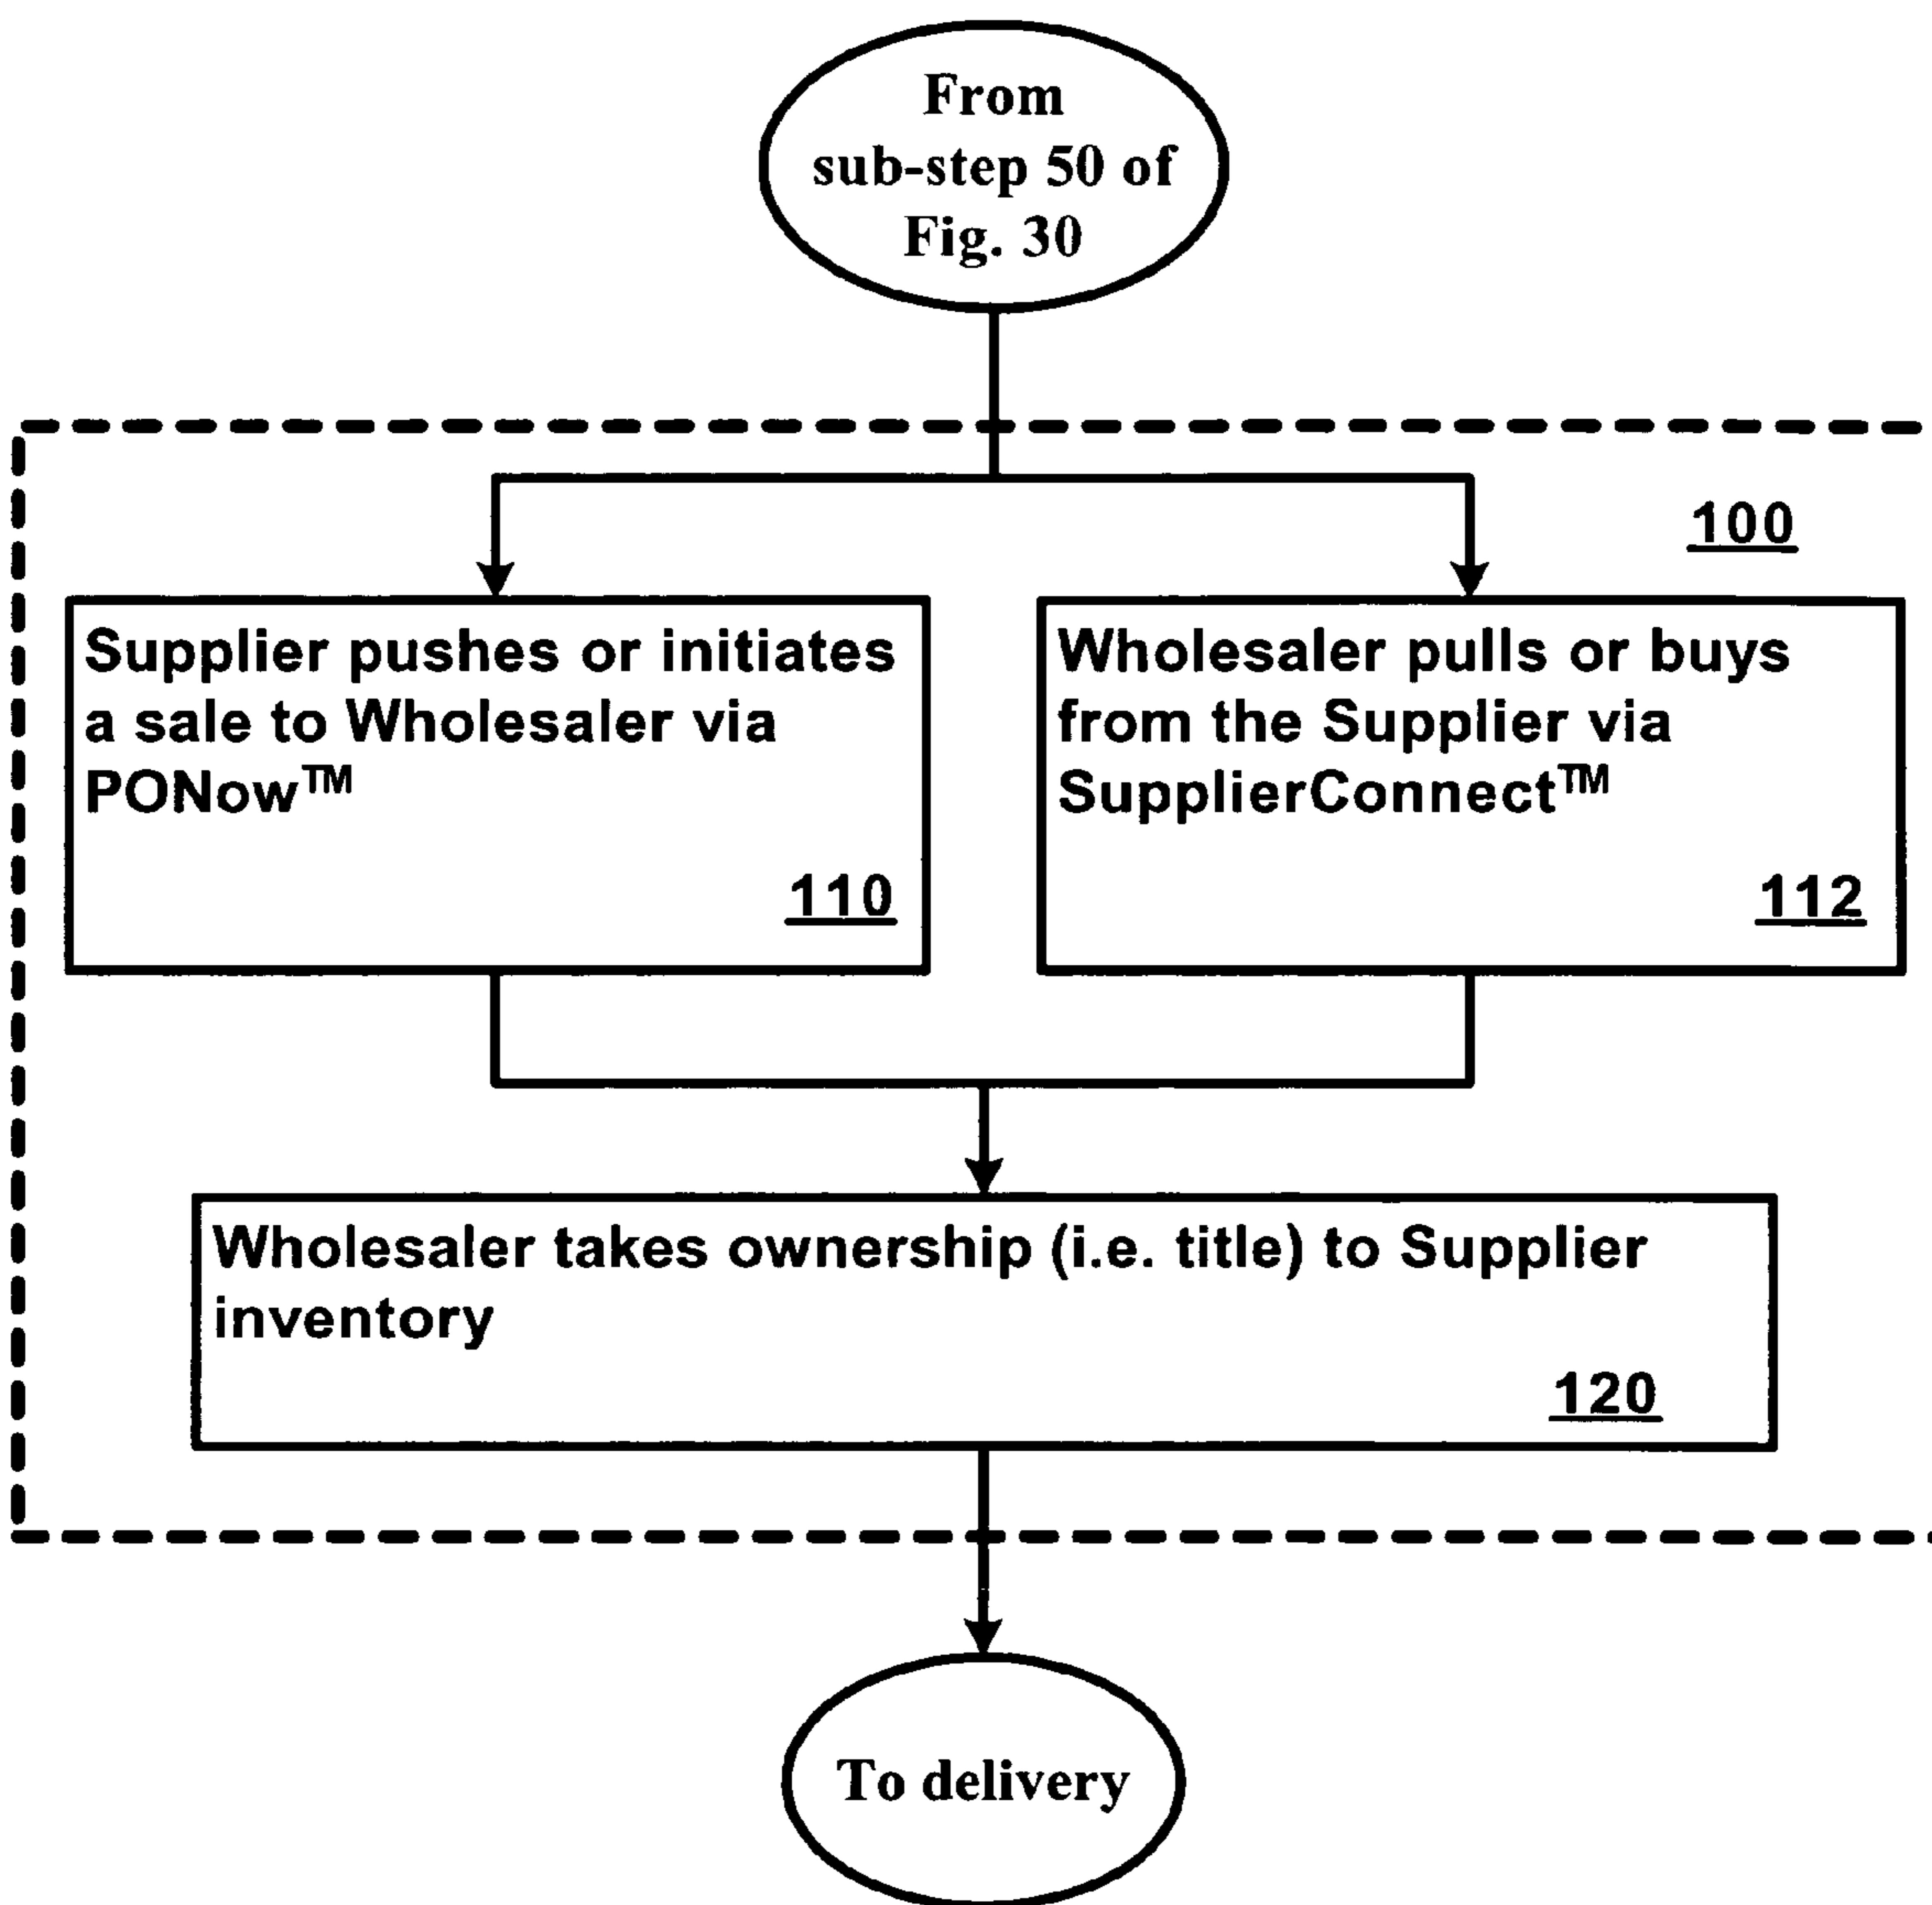 From
sub-step 50 of
Fig. 30
100
Supplier pushes or initiates
a sale to Wholesaler via
PONow™
110
Wholesaler pulls or buys
from the Supplier via
SupplierConnect™
112
Wholesaler takes ownership (i.e. title) to Supplier
inventory
120
To delivery